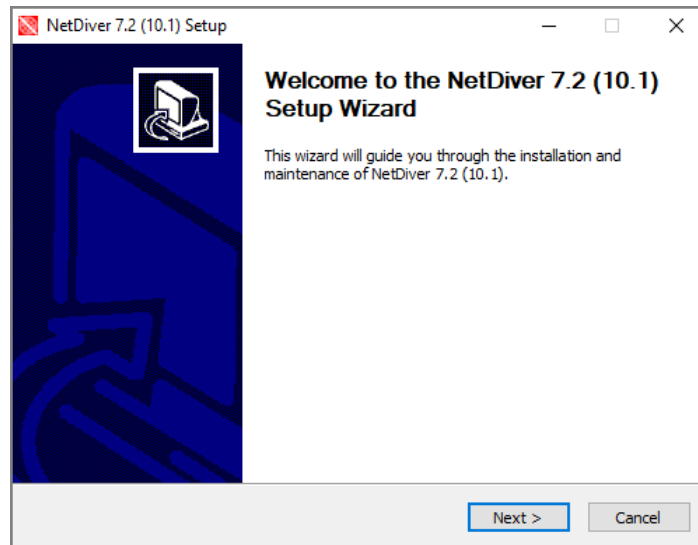 NetDiver 7.2 (10.1) Setup
Welcome to the NetDiver 7.2 (10.1)
Setup Wizard
This wizard will guide you through the installation and
maintenance of NetDiver 7.2 (10.1).
Next >
Cancel